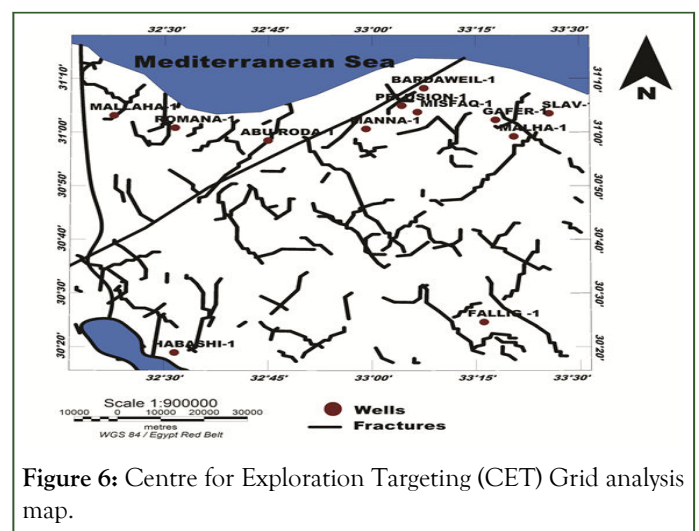 32°30' 32°45' 33°00' 33°15' 33°30'
Mediterranean Sea
31°10' 31°10'
BARDAWEIL-1
PELUSION-1
MALLAHA-1 MISFAQ-1 SLAV-
ROMANA-1 MANNA-1 GAFER-1
31°00' ABU RODA-1 MALHA-1 31°00'
N
30°50' 30°50'
30°40' 30°40'
30°30' 30°30'
FALLIG -1
30°20' HABASHI-1 30°20'
32°30' 32°45' 33°00' 33°15' 33°30'
Scale 1:900000
10000 0 10000 20000 30000
metres
WGS 84 / Egypt Red Belt
Wells
Fractures
Figure 6: Centre for Exploration Targeting (CET) Grid analysis
map.